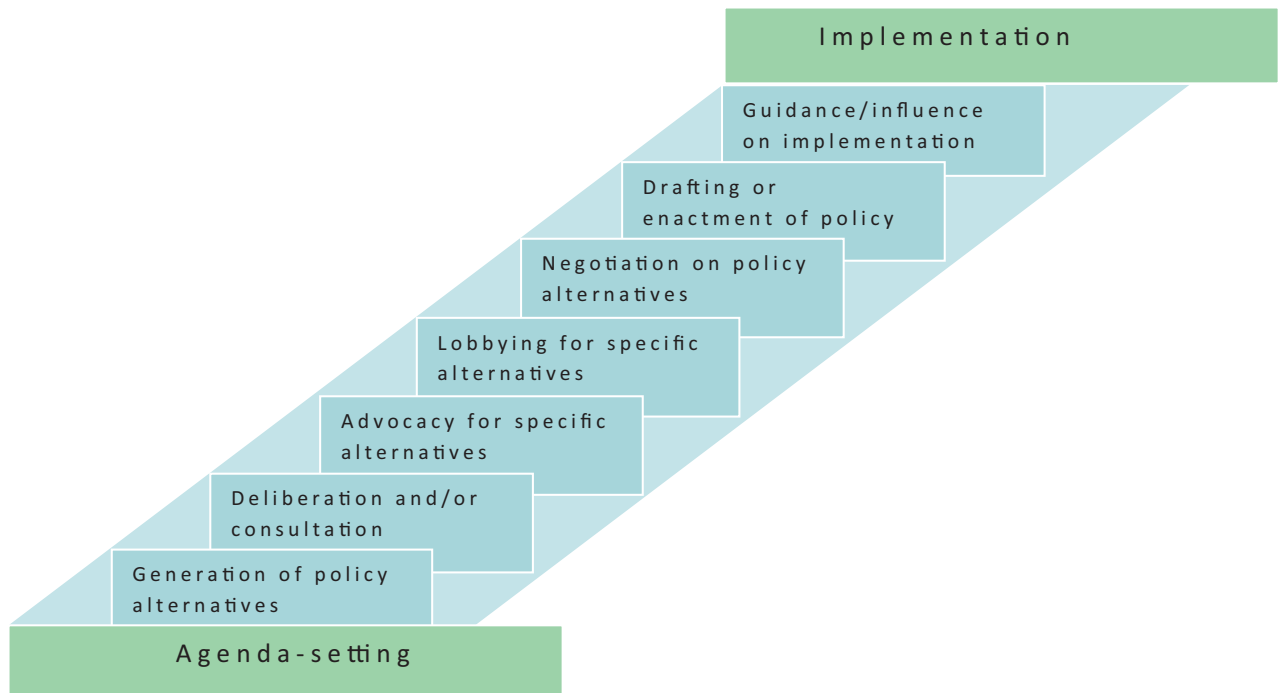 Implementation
Guidance/influence
on implementation
Drafting or
enactment of policy
Negotiation on policy
alternatives
Lobbying for specific
alternatives
Advocacy for specific
alternatives
Deliberation and/or
consultation
Generation of policy
alternatives
Agenda-setting